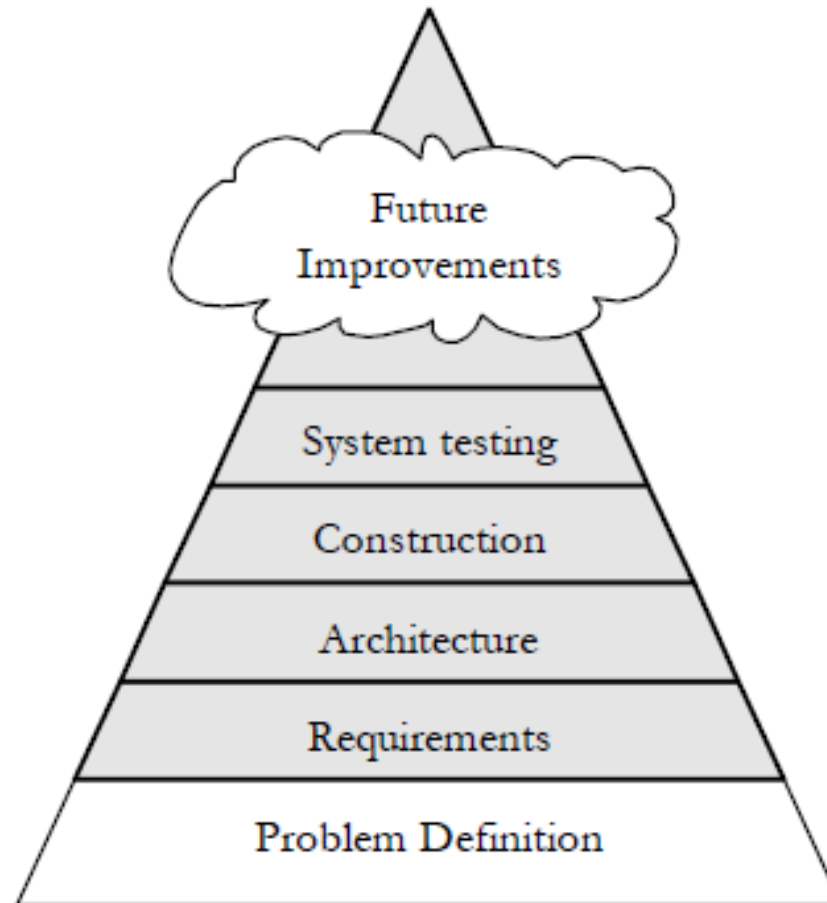 Future
Improvements
System testing
Construction
Architecture
Requirements
Problem Definition